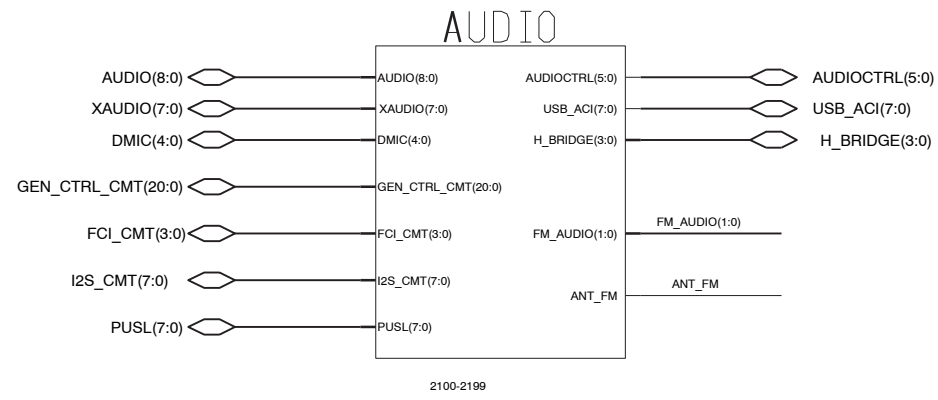 AUDIO
AUDIO(8:0) AUDIO(8:0) AUDIOCTRL(5:0) AUDIOCTRL(5:0)
XAUDIO(7:0) XAUDIO(7:0) USB_ACI(7:0) USB_ACI(7:0)
DMIC(4:0) DMIC(4:0) H_BRIDGE(3:0) H_BRIDGE(3:0)
GEN_CTRL_CMT(20:0) GEN_CTRL_CMT(20:0)
FCI_CMT(3:0) FCI_CMT(3:0) FM_AUDIO(1:0) FM_AUDIO(1:0)
I2S_CMT(7:0) I2S_CMT(7:0)
ANT_FM ANT_FM
PUSL(7:0) PUSL(7:0)
2100-2199